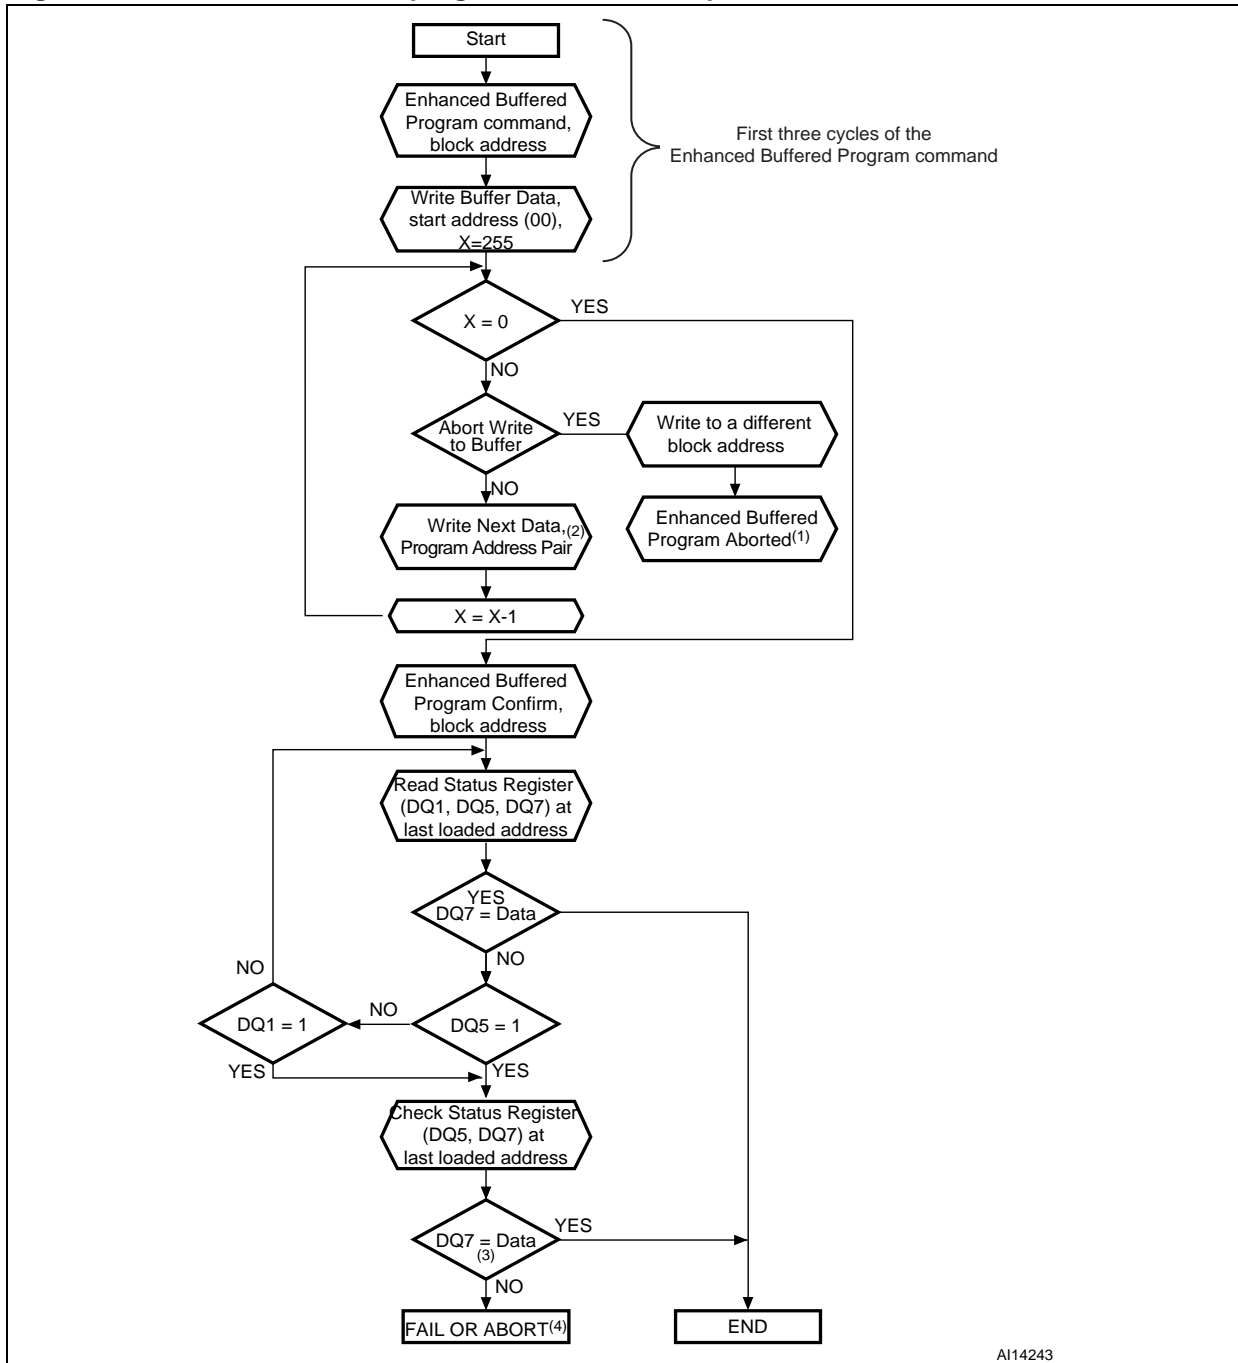 Start
Enhanced Buffered
Program command,
block address
First three cycles of the
Enhanced Buffered Program command
Write Buffer Data,
start address (00),
X=255
X = 0
YES
NO
Abort Write
to Buffer
YES
Write to a different
block address
NO
Write Next Data,(2)
Program Address Pair
Enhanced Buffered
Program Aborted(1)
X = X-1
Enhanced Buffered
Program Confirm,
block address
Read Status Register
(DQ1, DQ5, DQ7) at
last loaded address
YES
DQ7 = Data
NO
NO
DQ1 = 1
NO
DQ5 = 1
YES
YES
Check Status Register
(DQ5, DQ7) at
last loaded address
DQ7 = Data
(3)
YES
NO
FAIL OR ABORT(4)
END
AI14243